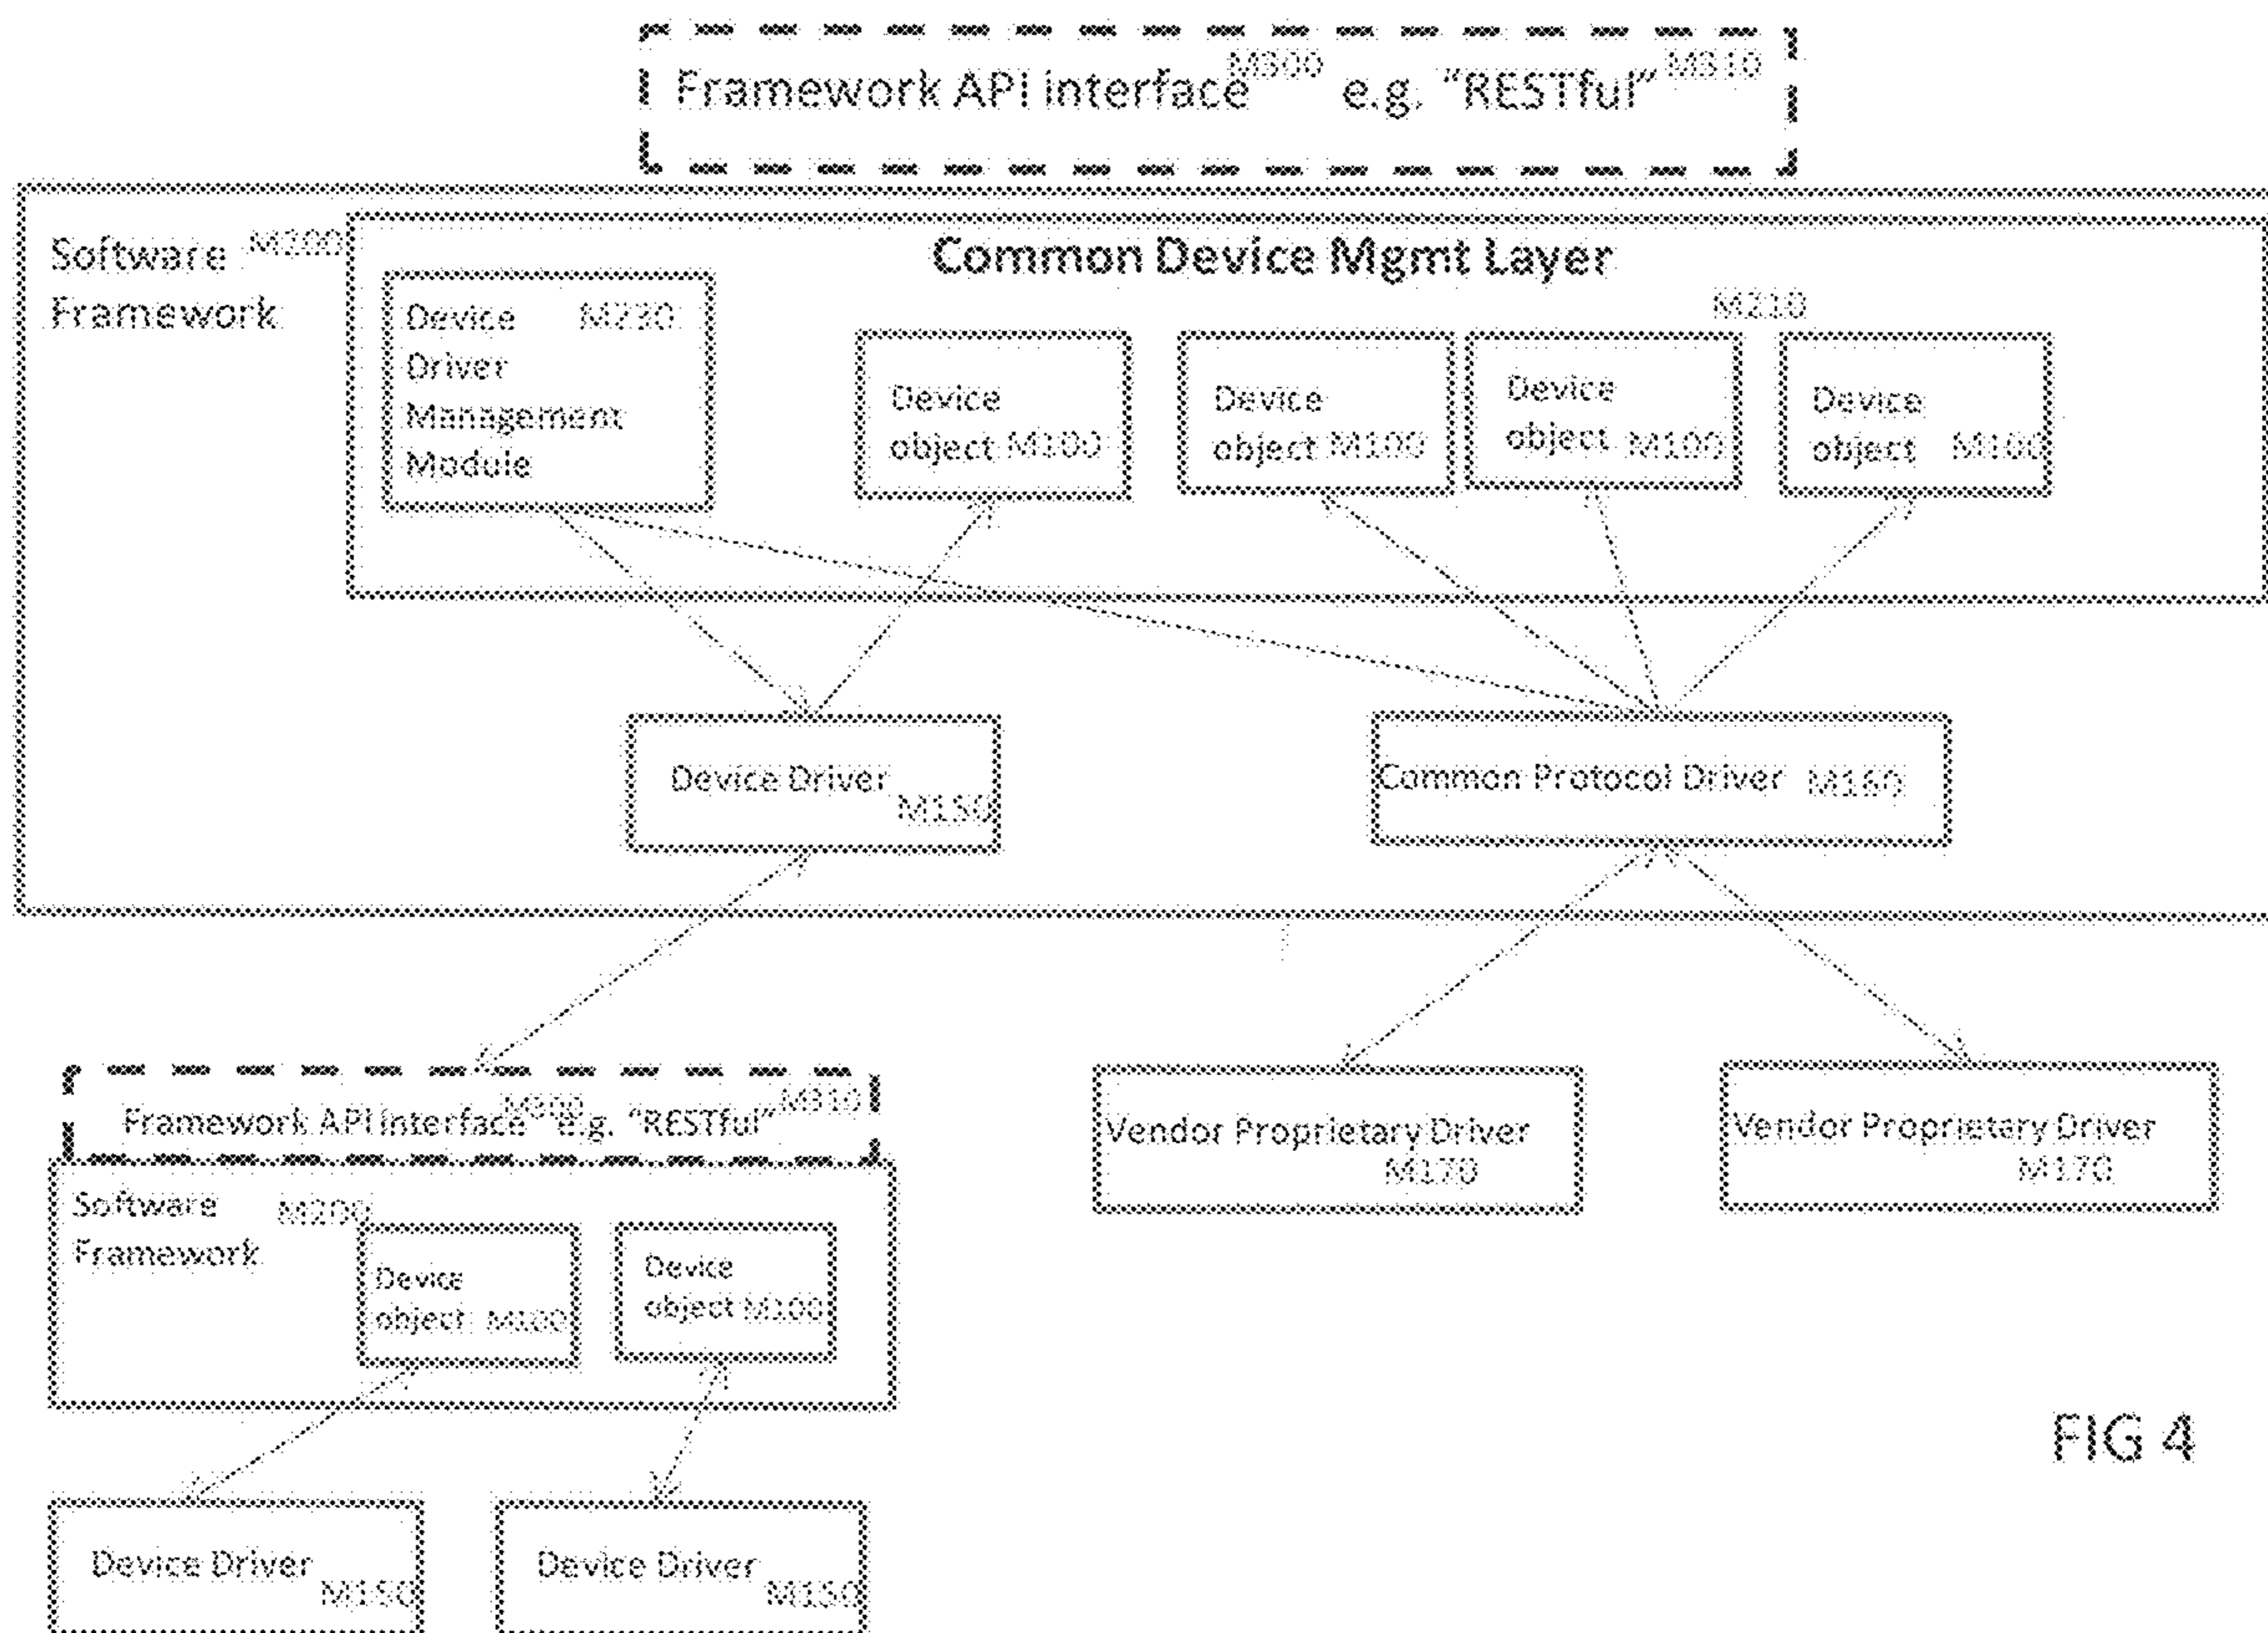 Framework API interface M300 e.g. "RESTful" M310
Software M200
Framework
Common Device Mgmt Layer
M210
Device M230
Driver
Management
Module
Device
object M100
Device
object M100
Device
object M100
Device
object M100
Device Driver
M150
Common Protocol Driver M160
Framework API interface M300 e.g. "RESTful" M310
Software M200
Framework
Device
object M100
Device
object M100
Vendor Proprietary Driver
M170
Vendor Proprietary Driver
M170
Device Driver
M150
Device Driver
M150
FIG 4